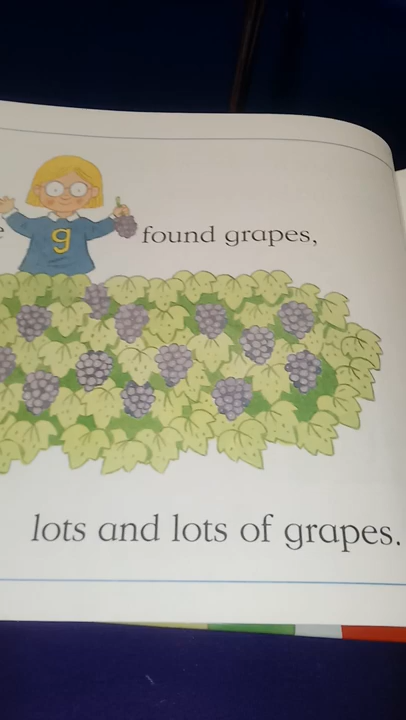 g
found grapes,
lots and lots of grapes.